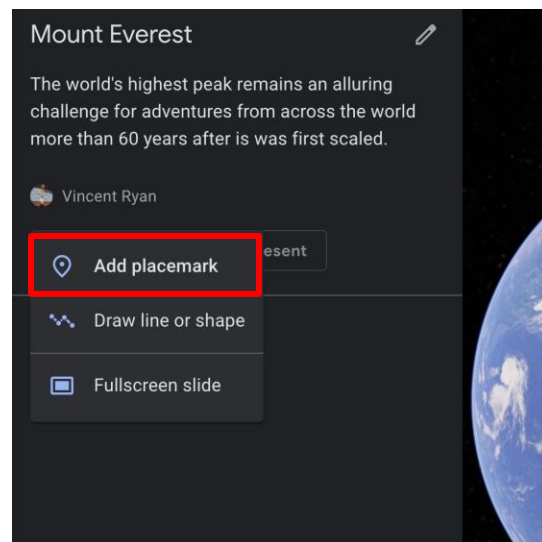 Mount Everest
The world's highest peak remains an alluring
challenge for adventures from across the world
more than 60 years after is was first scaled.
Vincent Ryan
esent
Add placemark
Draw line or shape
Fullscreen slide